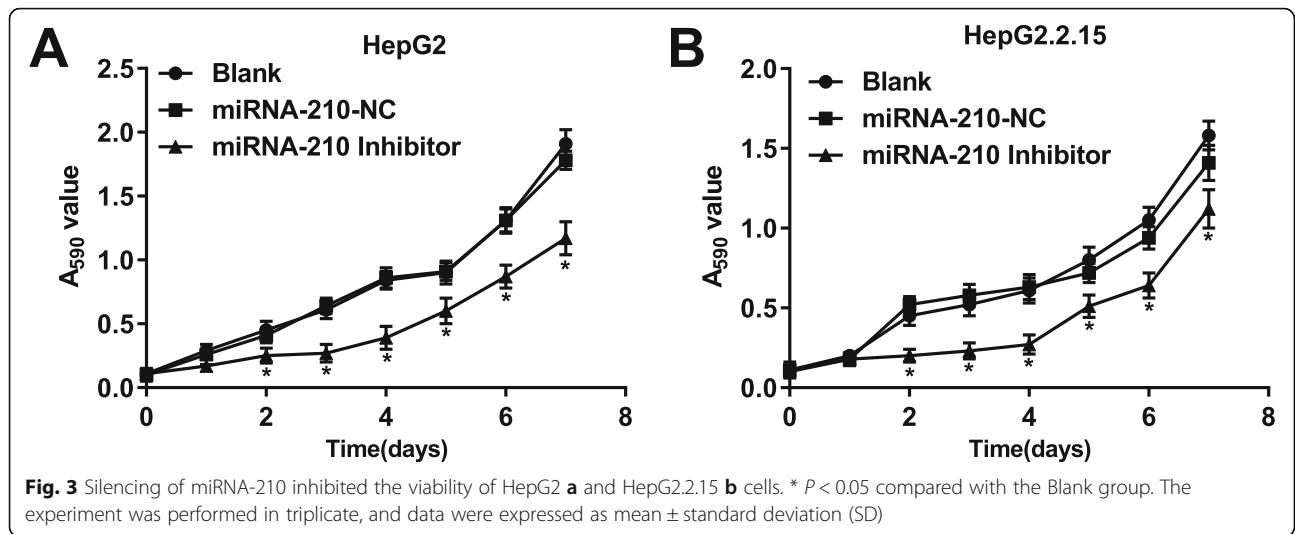 A
HepG2
2.5
2.0
1.5
1.0
0.5
0.0
A590 value
Blank
miRNA-210-NC
miRNA-210 Inhibitor
* * * * * *
0 2 4 6 8
Time(days)
B
HepG2.2.15
2.0
1.5
1.0
0.5
0.0
A590 value
Blank
miRNA-210-NC
miRNA-210 Inhibitor
* * * * * *
0 2 4 6 8
Time(days)
Fig. 3 Silencing of miRNA-210 inhibited the viability of HepG2 a and HepG2.2.15 b cells. * P < 0.05 compared with the Blank group. The
experiment was performed in triplicate, and data were expressed as mean ± standard deviation (SD)